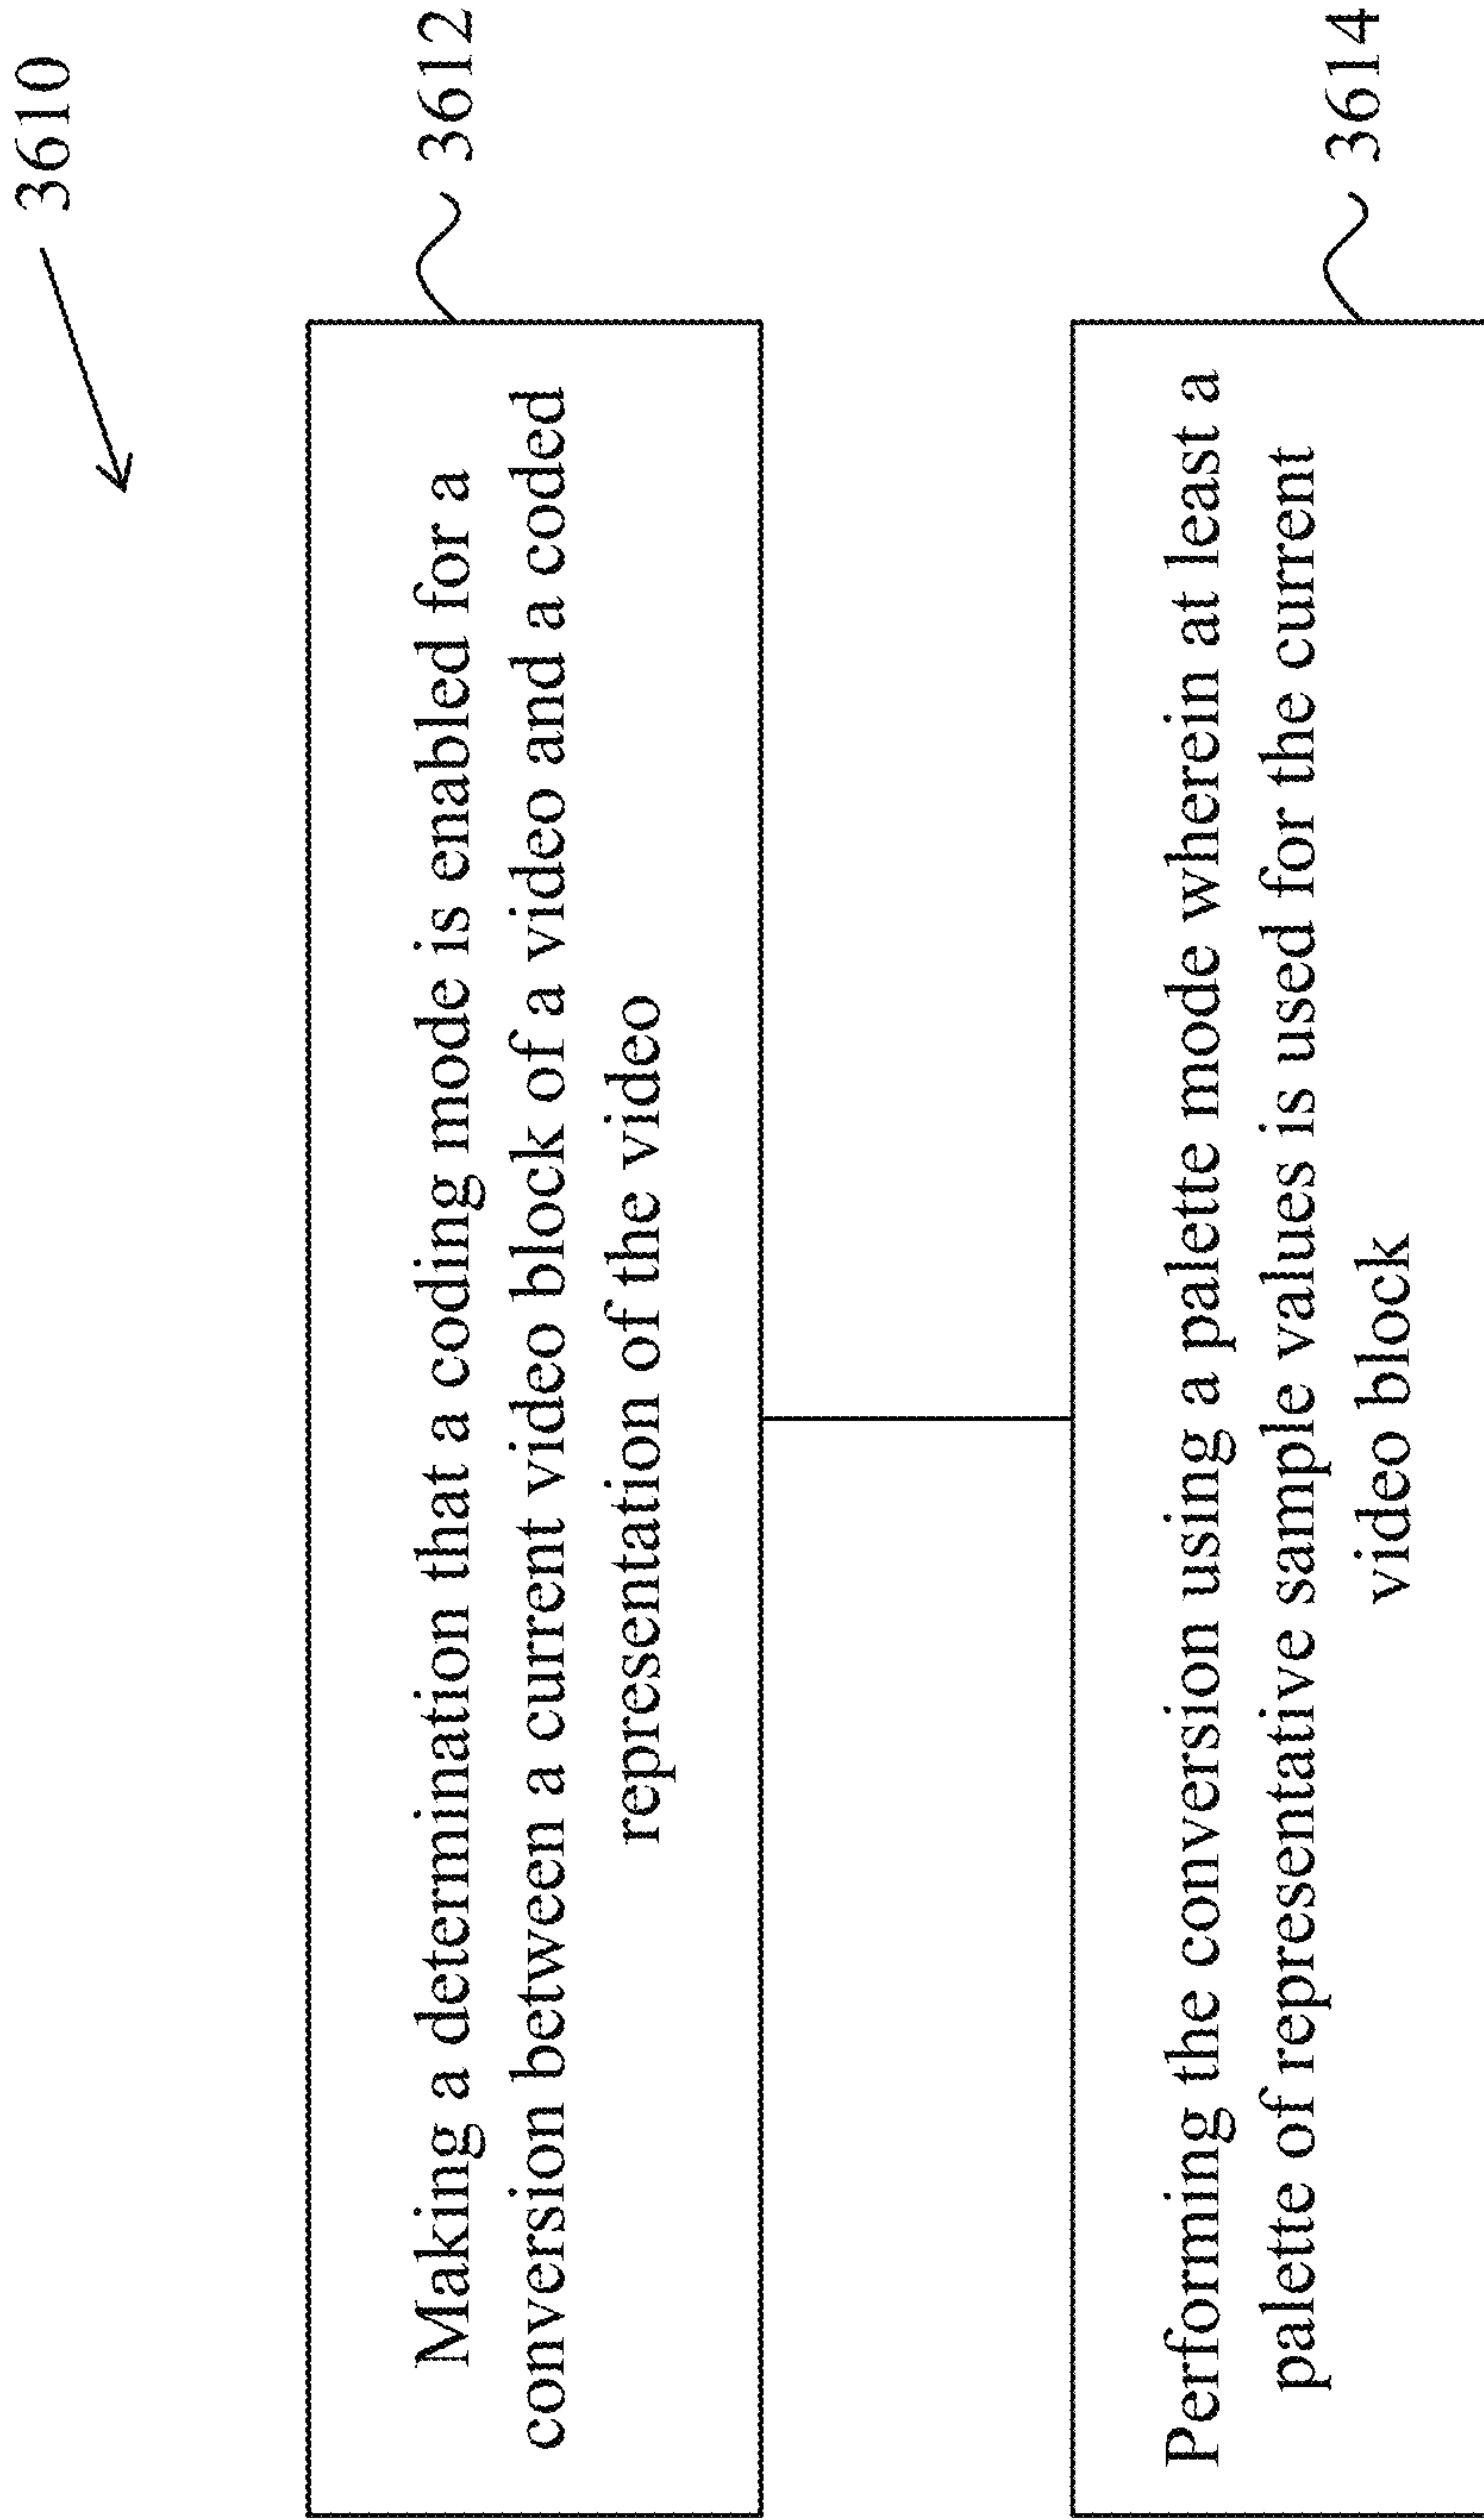 3610
Making a determination that a coding mode is enabled for a
conversion between a current video block of a video and a coded
representation of the video
3612
Performing the conversion using a palette mode wherein at least a
palette of representative sample values is used for the current
video block
3614